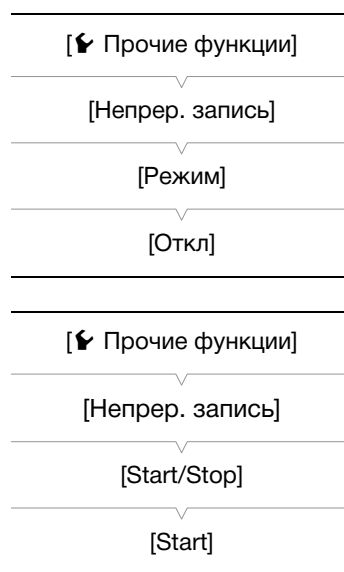 [ Прочие функции]
[Непрер. запись]
[Режим]
[Откл]
[ Прочие функции]
[Непрер. запись]
[Start/Stop]
[Start]